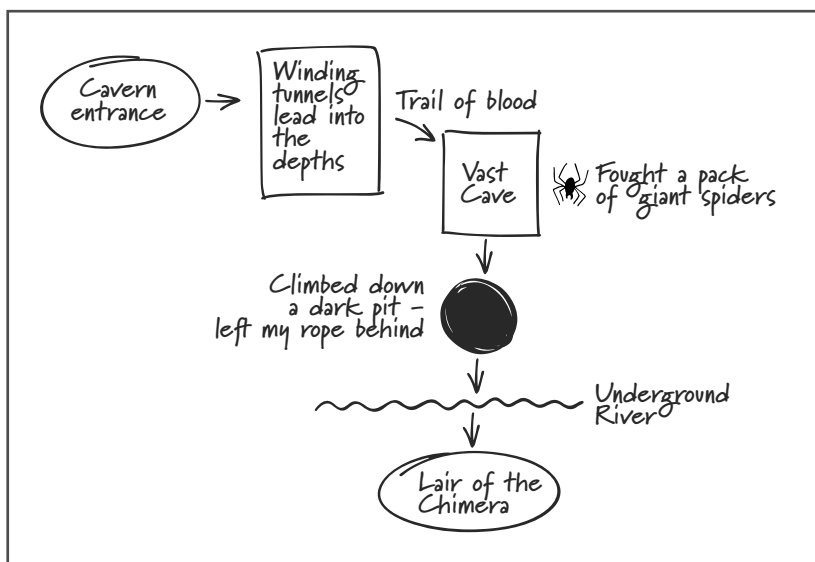 Cavern
entrance
Winding
tunnels
lead into
the
depths
Trail of blood
Vast
Cave
Fought a pack
of giant spiders
Climbed down
a dark pit –
left my rope behind
Underground
River
Lair of the
Chimera